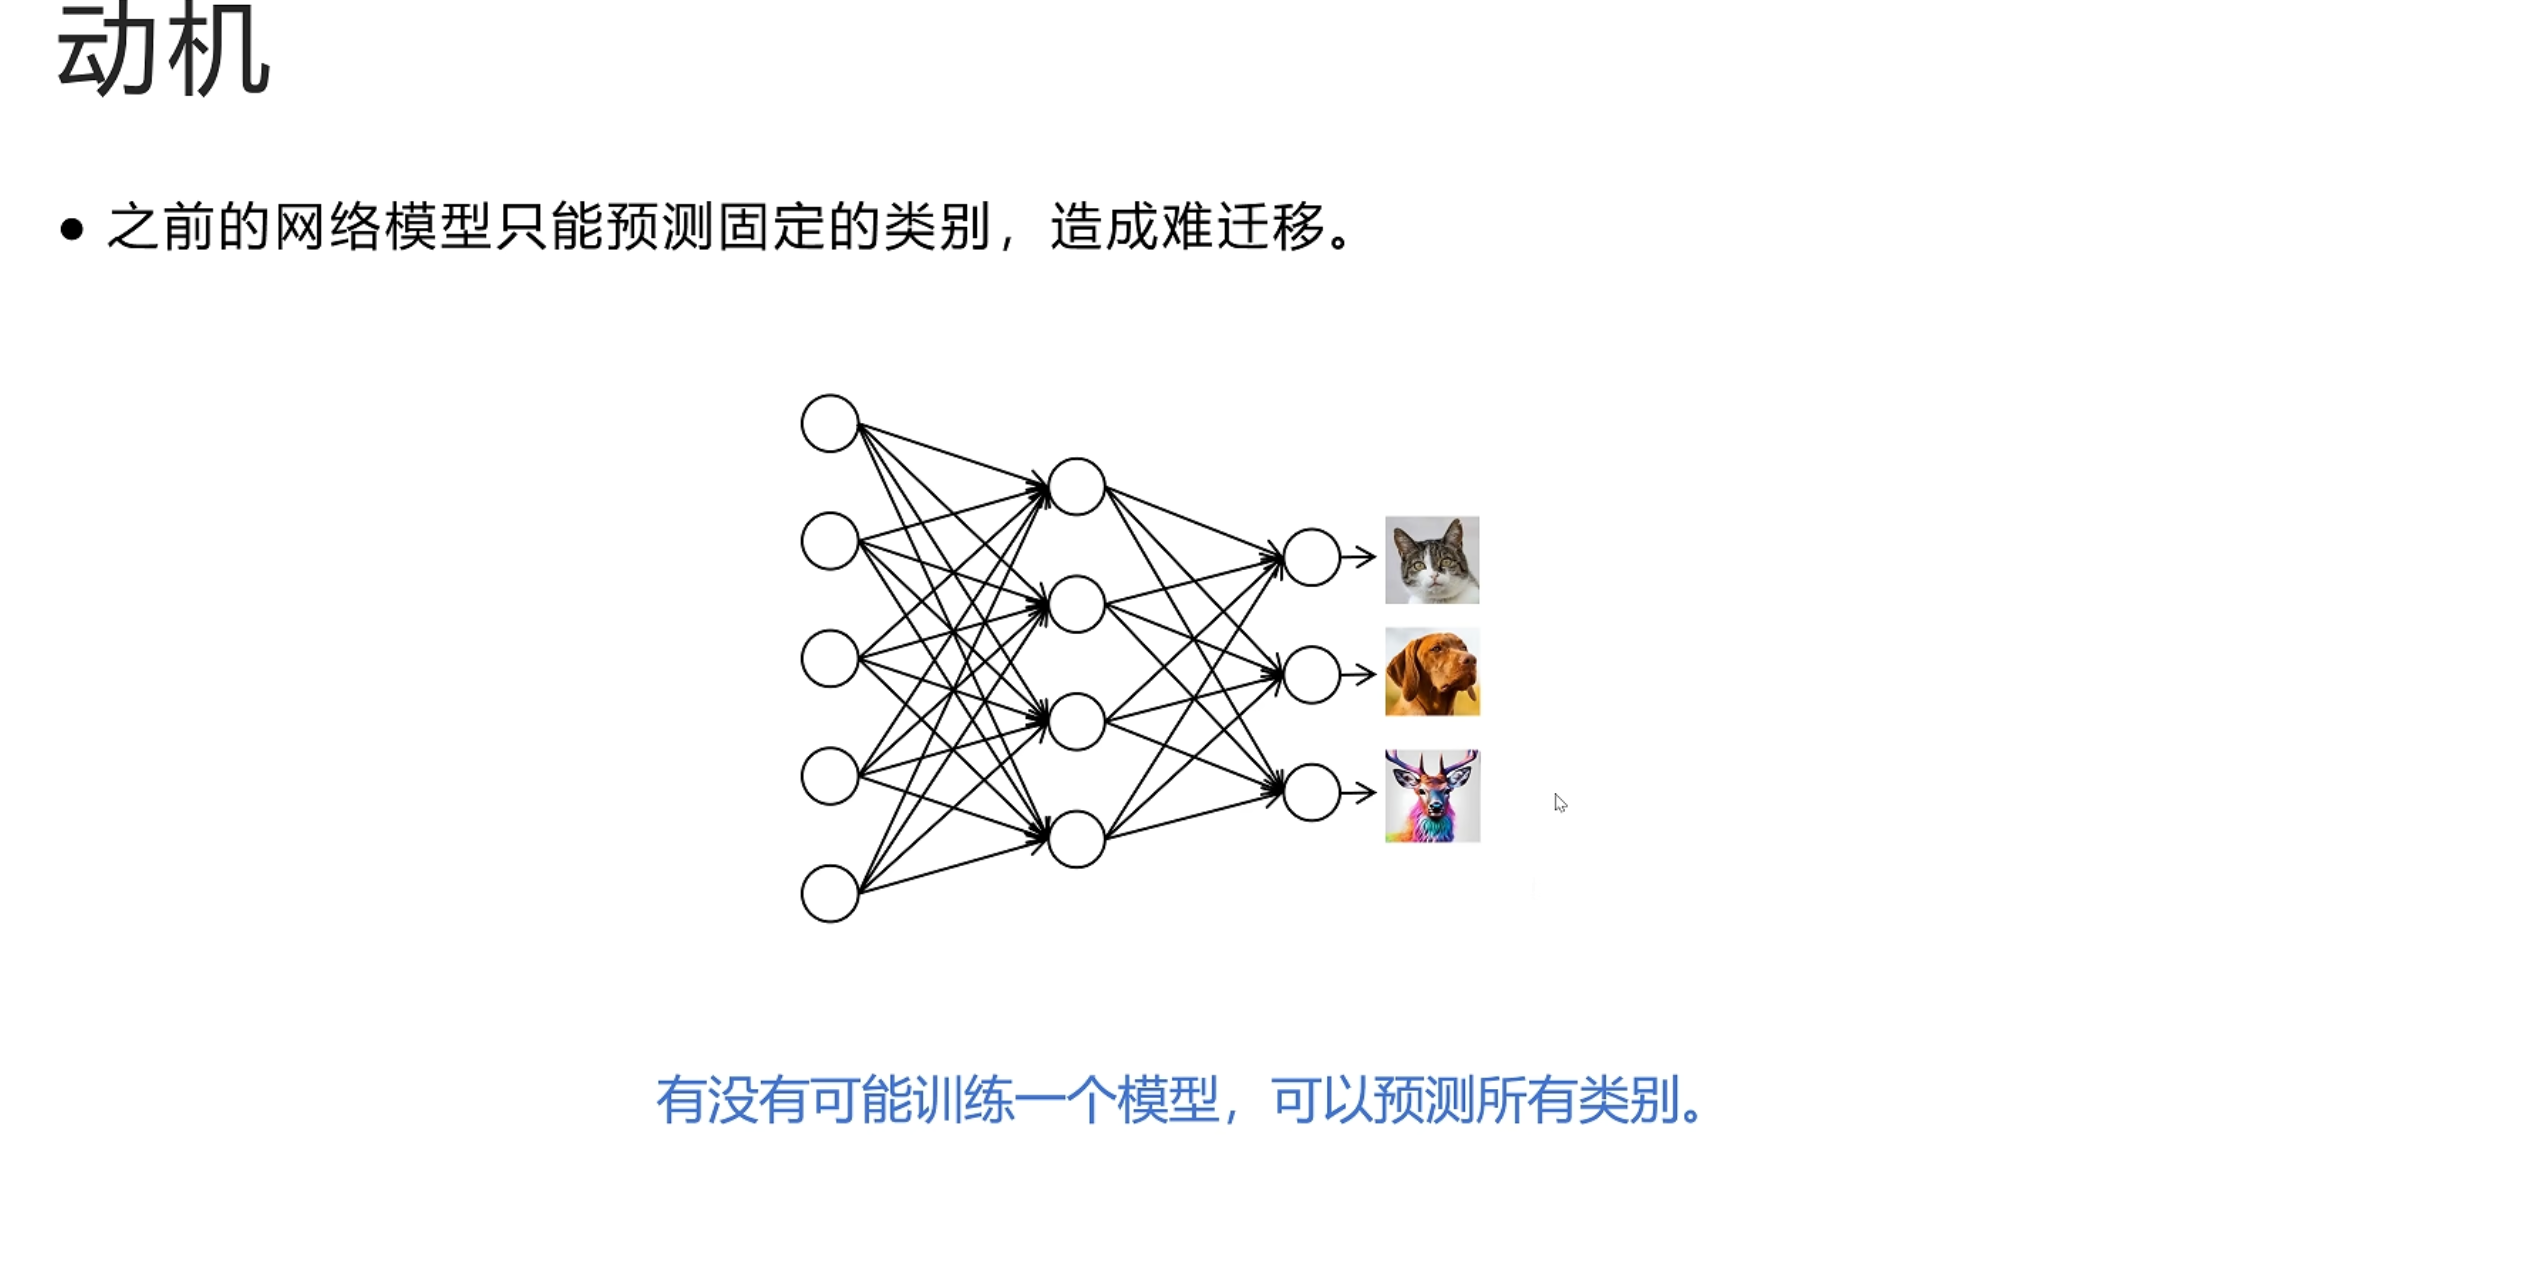 动机
之前的网络模型只能预测固定的类别，造成难迁移。
有没有可能训练一个模型，可以预测所有类别。